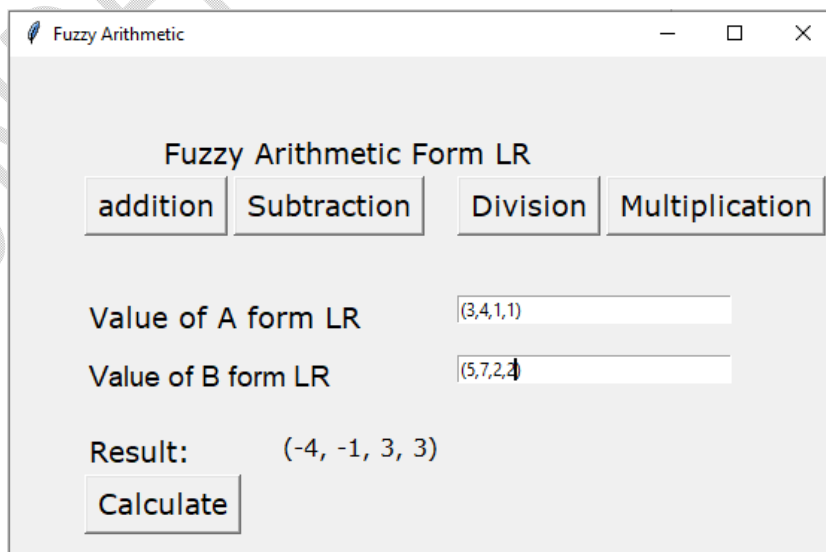 Fuzzy Arithmetic
Fuzzy Arithmetic Form LR
addition Subtraction Division Multiplication
Value of A form LR (3,4,1,1)
Value of B form LR (5,7,2,2)
Result: (-4, -1, 3, 3)
Calculate